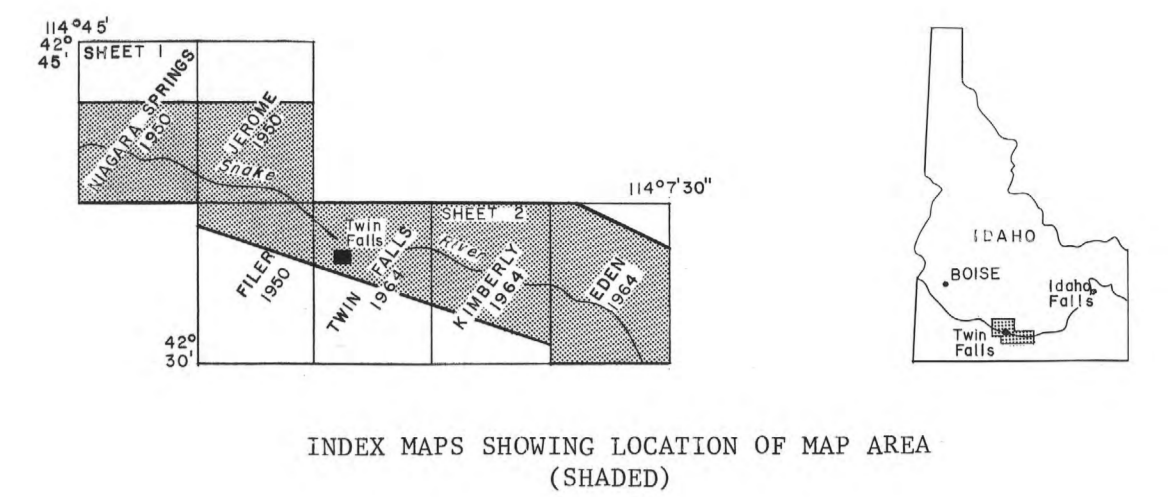 114°45'
42°
45'
SHEET 1
NIAGARA SPRINGS
1950
JEROME
1950
Snake
114°7'30"
SHEET 2
Twin
Falls
River
FILER
1950
TWIN FALLS
1964
KIMBERLY
1964
EDEN
1964
42°
30'
IDAHO
BOISE
Idaho
Falls
Twin
Falls
INDEX MAPS SHOWING LOCATION OF MAP AREA
(SHADED)